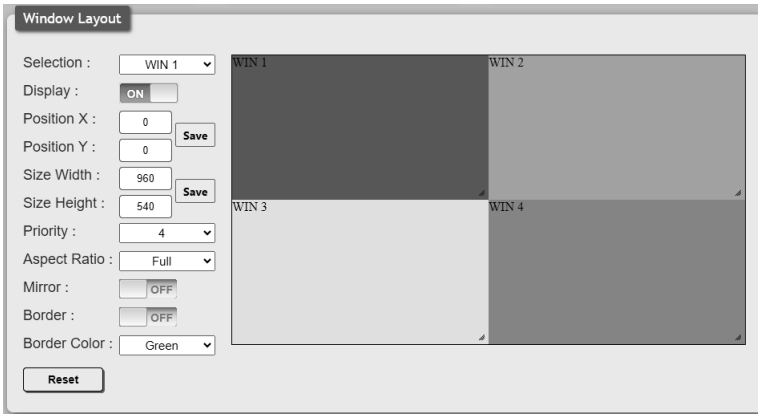 Window Layout
Selection : WIN 1
Display : ON
Position X : 0
Save
Position Y : 0
Size Width : 960
Save
Size Height : 540
Priority : 4
Aspect Ratio : Full
Mirror : OFF
Border : OFF
Border Color : Green
Reset
WIN 1 WIN 2
WIN 3 WIN 4